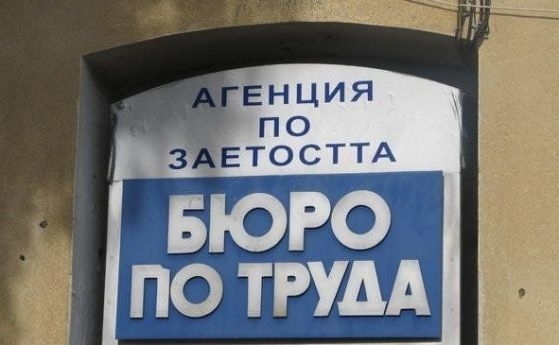 АГЕНЦИЯ
ПО
ЗАЕТОСТТА
БЮРО
ПО ТРУДА